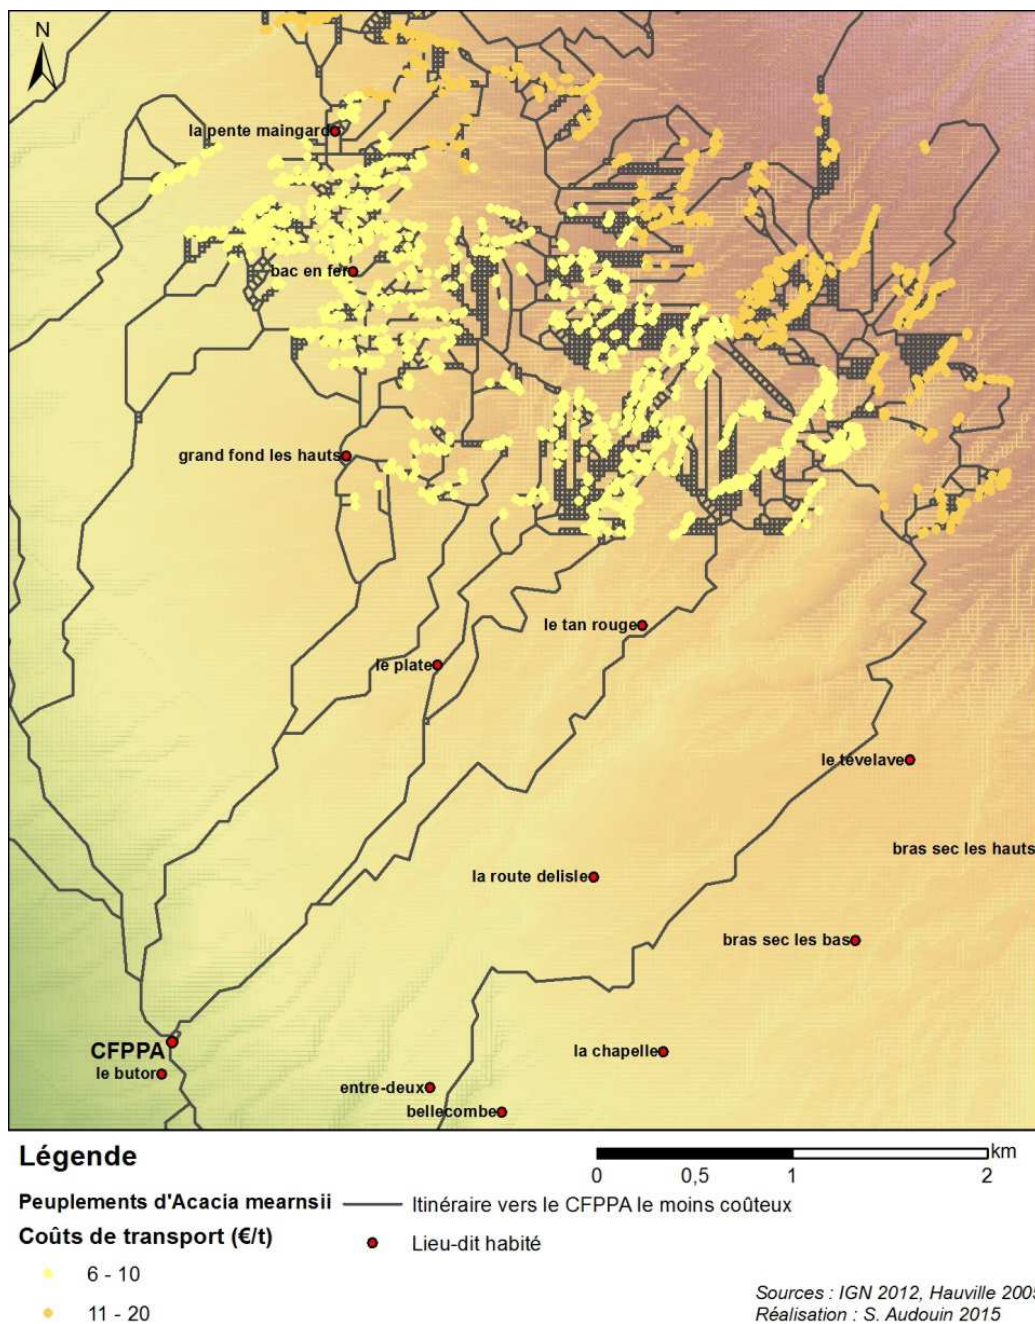 N
la pente maingard
bac en fer
grand fond les hauts
le tan rouge
le plate
le tévelave
bras sec les hauts
la route delisle
bras sec les bas
CFPPA
la chapelle
le butor
entre-deux
bellecombe
Légende
km
0 0,5 1 2
Peuplements d'Acacia mearnsii
Itinéraire vers le CFPPA le moins coûteux
Coûts de transport (€/t)
Lieu-dit habité
6 - 10
11 - 20
Sources : IGN 2012, Hauville 2005
Réalisation : S. Audouin 2015